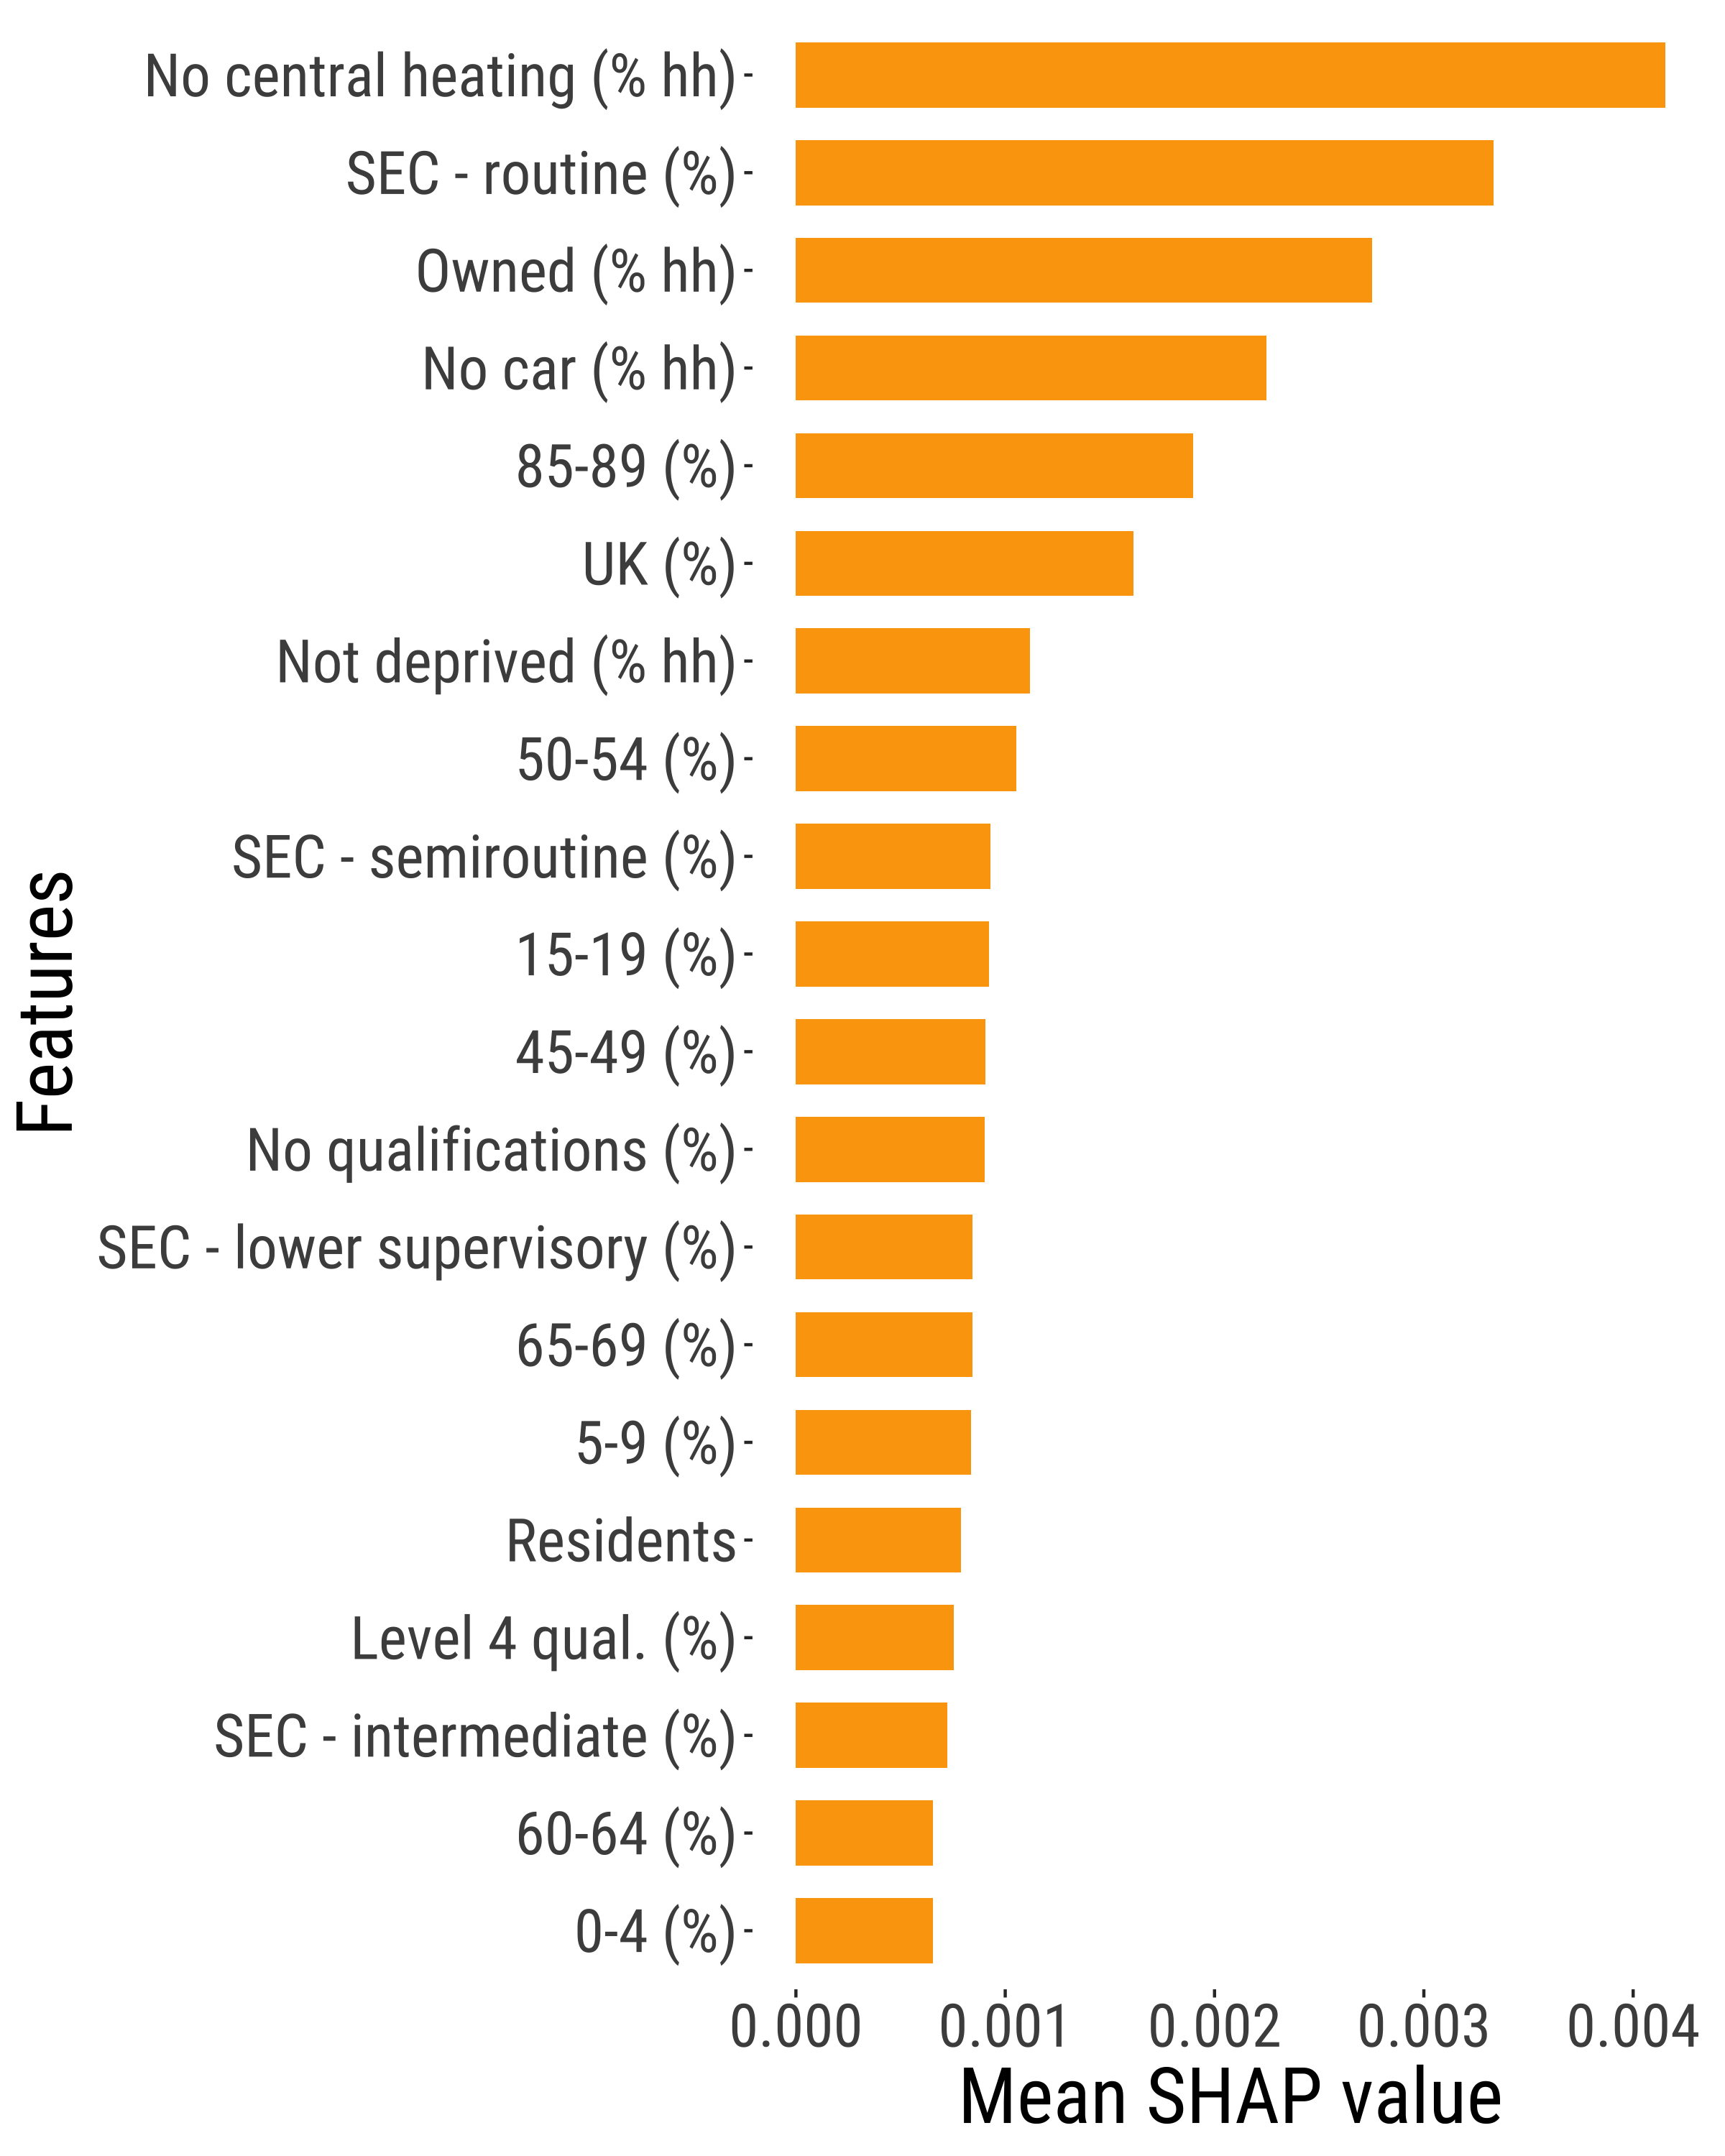 No central heating (% hh)
SEC - routine (%)
Owned (% hh)
No car (% hh)
85-89 (%)
UK (%)
Not deprived (% hh)
50-54 (%)
SEC - semiroutine (%)
15-19 (%)
45-49 (%)
No qualifications (%)
SEC - lower supervisory (%)
65-69 (%)
5-9 (%)
Residents
Level 4 qual. (%)
SEC - intermediate (%)
60-64 (%)
0-4 (%)
Features
0.000 0.001 0.002 0.003 0.004
Mean SHAP value